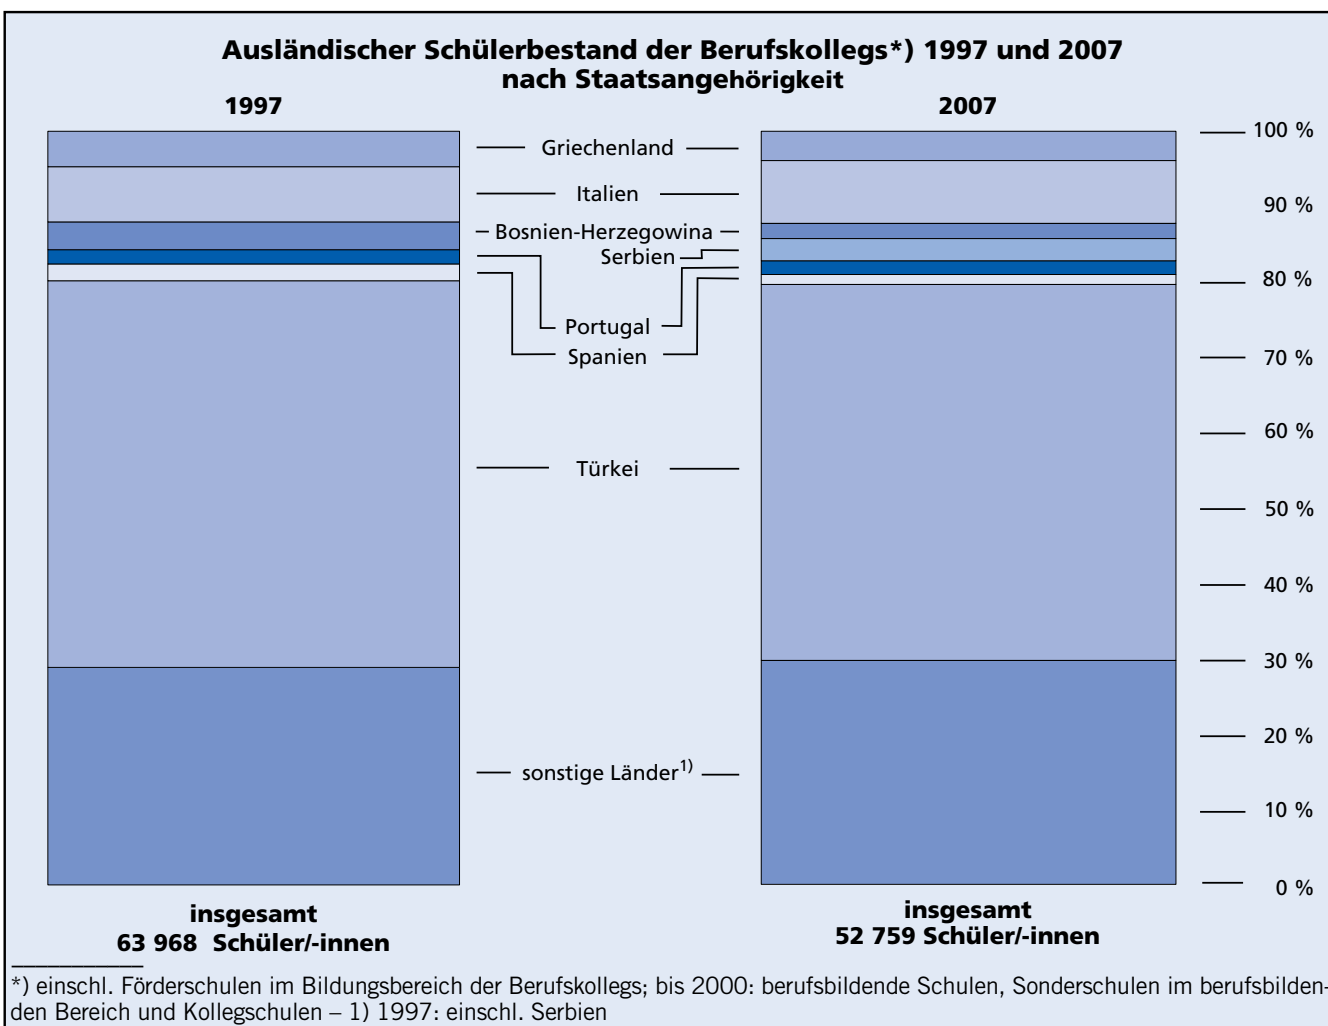 Ausländischer Schülerbestand der Berufskollegs*) 1997 und 2007
nach Staatsangehörigkeit
1997
2007
Griechenland
Italien
Bosnien-Herzegowina
Serbien
Portugal
Spanien
Türkei
sonstige Länder1)
100 %
90 %
80 %
70 %
60 %
50 %
40 %
30 %
20 %
10 %
0 %
insgesamt
63 968 Schüler/-innen
insgesamt
52 759 Schüler/-innen
*) einschl. Förderschulen im Bildungsbereich der Berufskollegs; bis 2000: berufsbildende Schulen, Sonderschulen im berufsbilden-
den Bereich und Kollegschulen – 1) 1997: einschl. Serbien